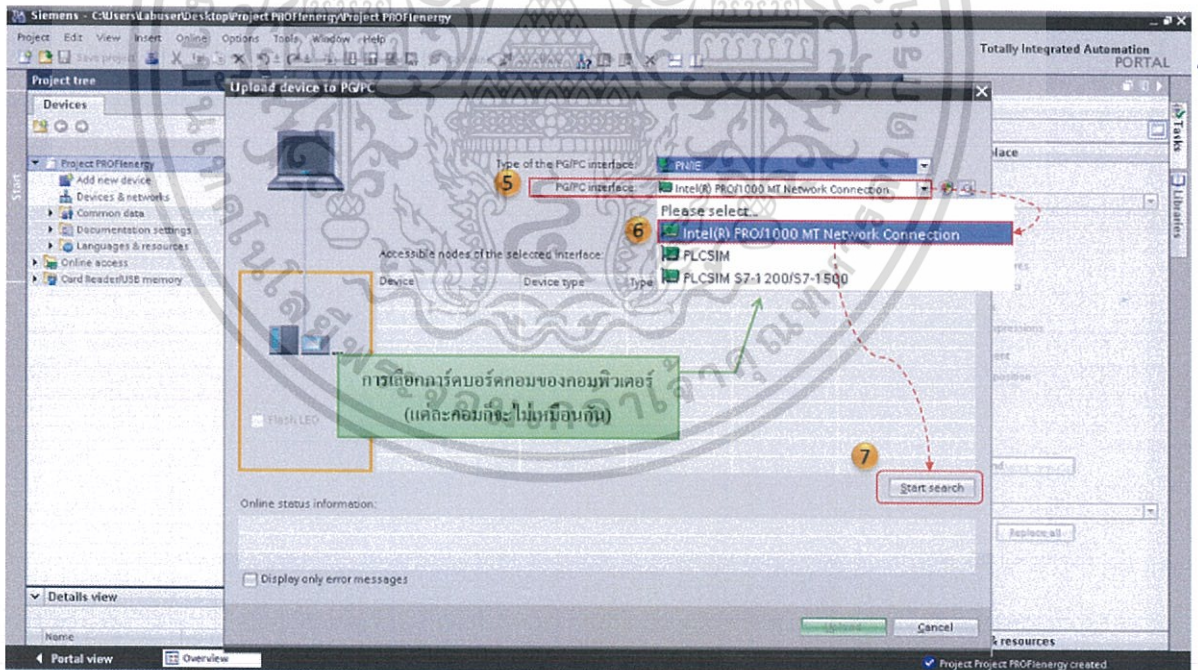 Siemens - C:\Users\Labuser\Desktop\Project PROFIenergy\Project PROFIenergy
Project Edit View Insert Online Options Tools Window Help
Totally Integrated Automation
PORTAL
Save project
Project tree
Devices
Project PROFIenergy
Add new device
Devices & networks
Common data
Documentation settings
Languages & resources
Online access
Card Reader/USB memory
Start
Upload device to PG/PC
Type of the PG/PC interface: PN/IE
5
PG/PC interface: Intel(R) PRO/1000 MT Network Connection
Please select..
6
Intel(R) PRO/1000 MT Network Connection
PLCSIM
PLCSIM S7-1200/S7-1500
Accessible nodes of the selected interface:
Device Device type Type
การเลือกการ์ดบอร์ดคอมของคอมพิวเตอร์
(แต่ละคอมก็จะไม่เหมือนกัน)
Flash LED
7
Start search
Online status information:
Display only error messages
Upload
Cancel
Tasks
Libraries
Replace all
& resources
Details view
Name
Portal view
Overview
Project Project PROFIenergy created.